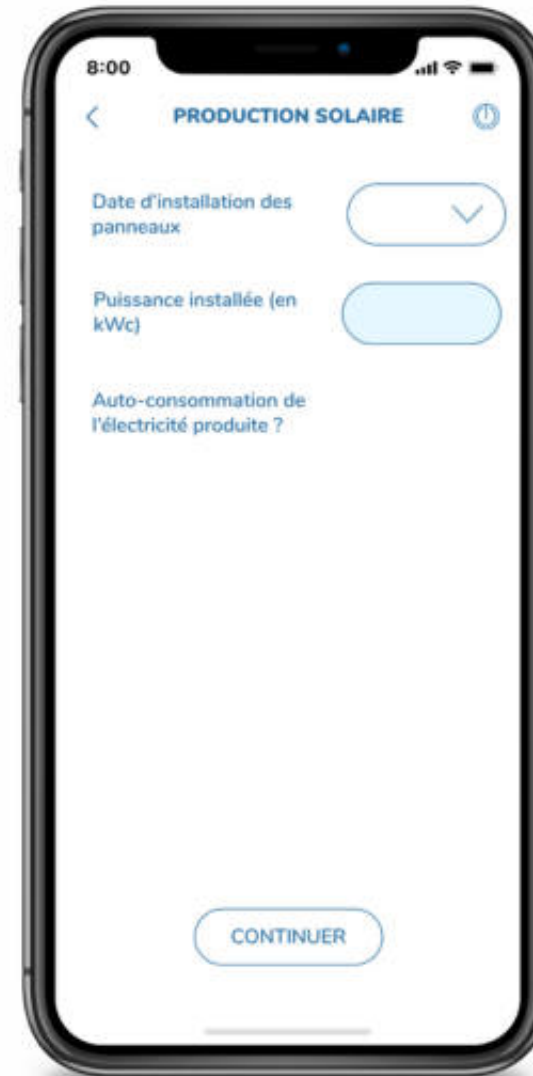 8:00
PRODUCTION SOLAIRE
Date d'installation des
panneaux
Puissance installée (en
kWc)
Auto-consommation de
l'électricité produite ?
CONTINUER